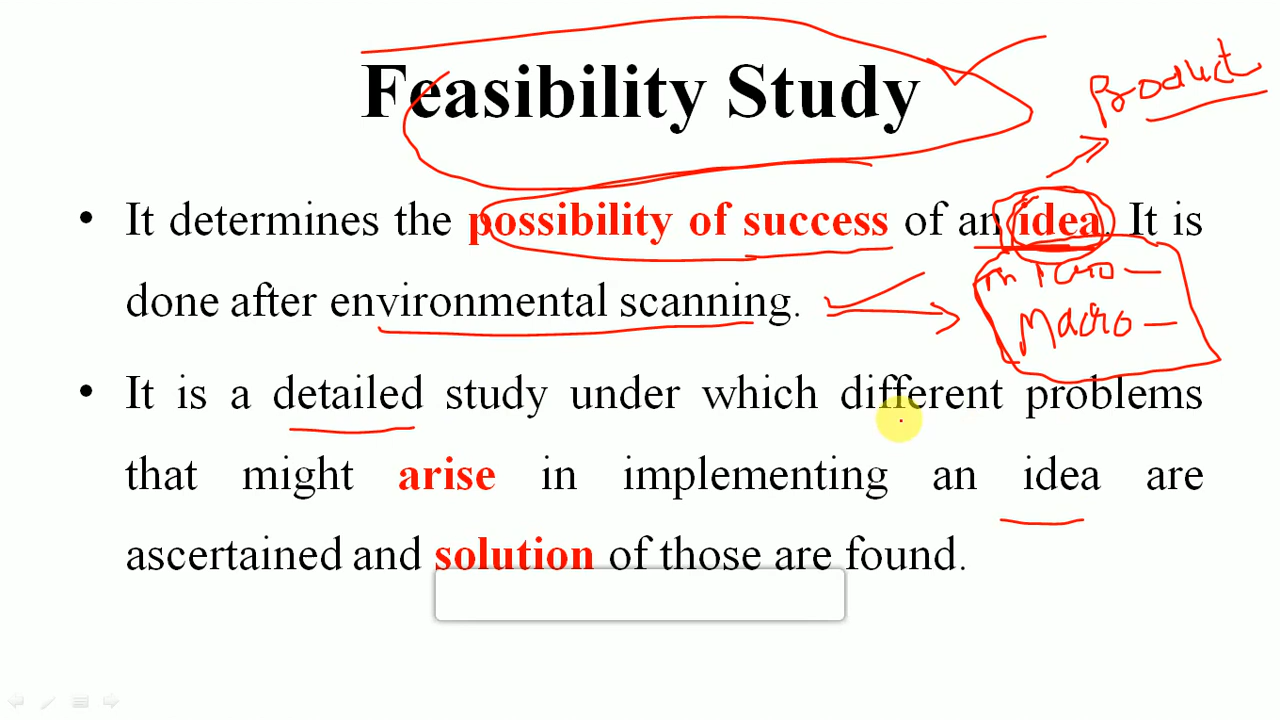 Feasibility Study
Product
• It determines the possibility of success of an idea. It is
Micro –
done after environmental scanning.
Macro –
• It is a detailed study under which different problems
that might arise in implementing an idea are
ascertained and solution of those are found.